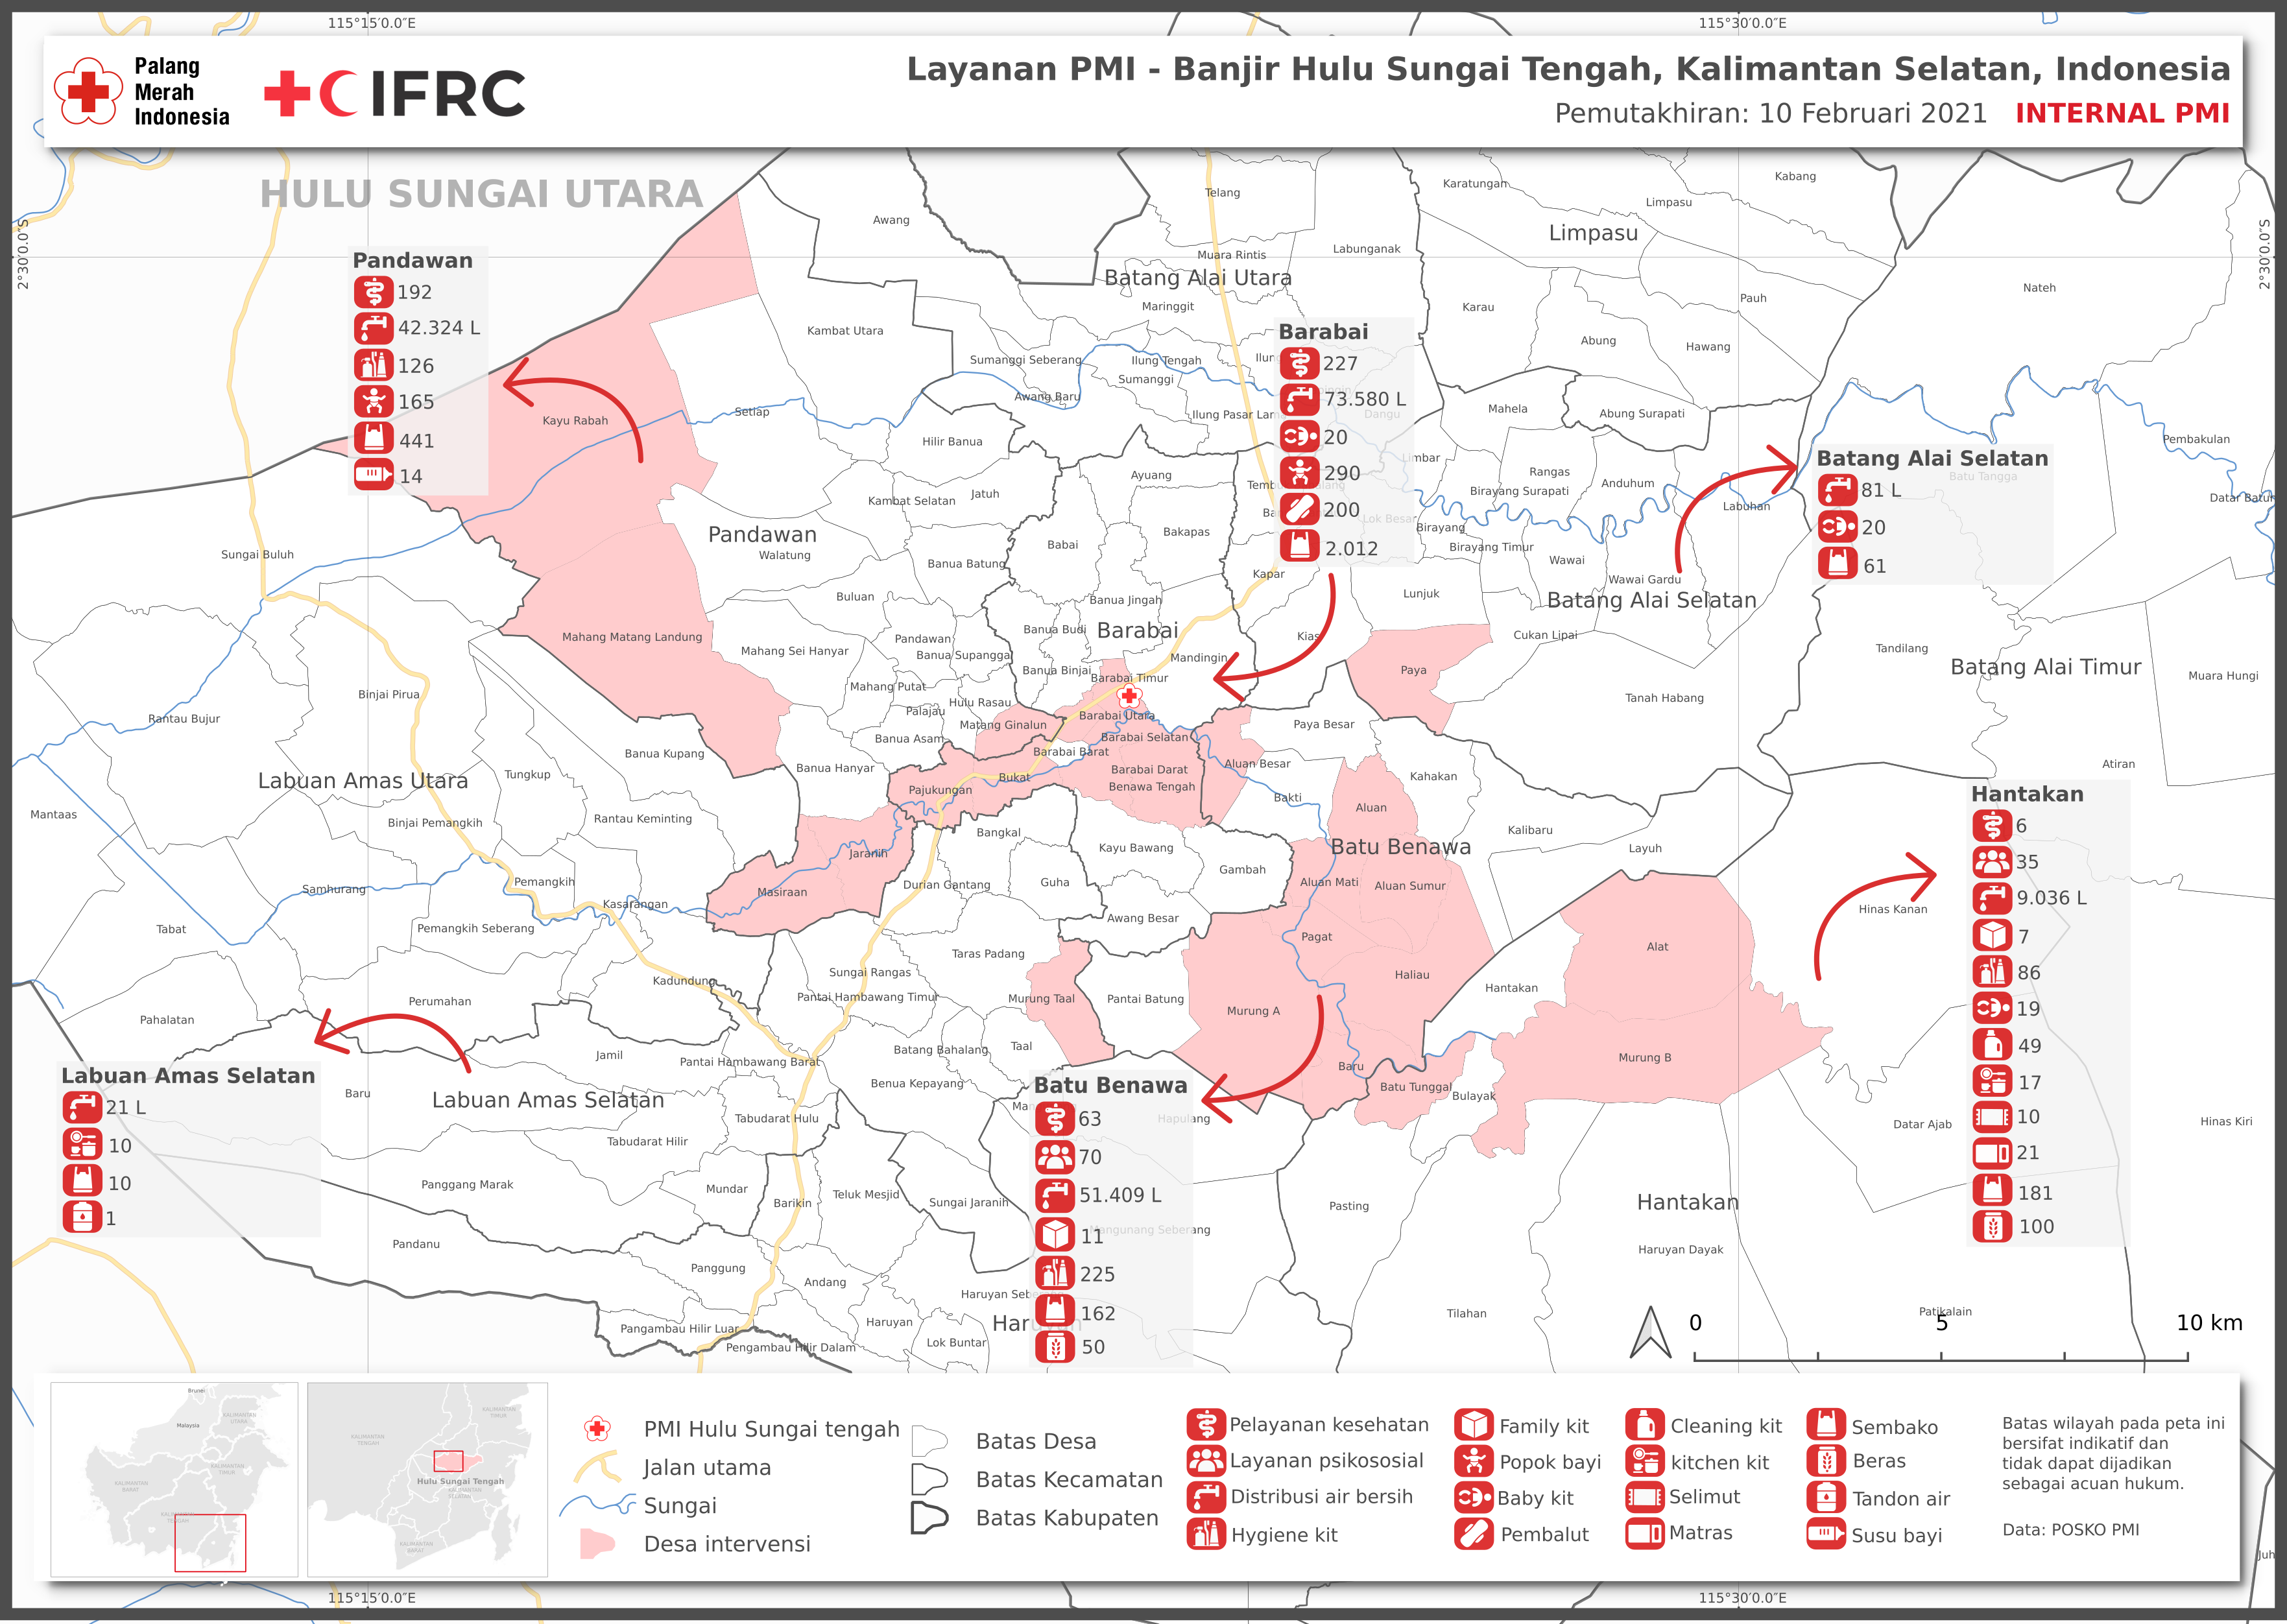 115°15′0.0″E
115°30′0.0″E
Palang
Merah
Indonesia
IFRC
Layanan PMI - Banjir Hulu Sungai Tengah, Kalimantan Selatan, Indonesia
Pemutakhiran: 10 Februari 2021 INTERNAL PMI
2°30′0.0″S
2°30′0.0″S
HULU SUNGAI UTARA
Pandawan
192
42.324 L
126
165
441
14
Barabai
227
73.580 L
20
290
200
2.012
Batang Alai Selatan
81 L
20
61
Hantakan
6
35
9.036 L
7
86
19
49
17
10
21
181
100
Labuan Amas Selatan
21 L
10
10
1
Batu Benawa
63
70
51.409 L
11
225
162
50
Telang
Karatungan
Kabang
Limpasu
Awang
Limpasu
Labunganak
Muara Rintis
Batang Alai Utara
Nateh
Maringgit
Karau
Pauh
Kambat Utara
Abung
Hawang
Sumanggi Seberang
Ilung Tengah
Sumanggi
Awang Baru
Setiap
Kayu Rabah
Ilung Pasar Lama
Dangu
Mahela
Abung Surapati
Hilir Banua
Pembakulan
Limbar
Rangas
Ayuang
Batu Tangga
Anduhum
Birayang Surapati
Kambat Selatan
Jatuh
Datar Batung
Labuhan
Lok Besar
Birayang
Bakapas
Pandawan
Babai
Walatung
Birayang Timur
Sungai Buluh
Wawai
Banua Batung
Kapar
Wawai Gardu
Buluan
Lunjuk
Banua Jingah
Batang Alai Selatan
Banua Budi
Barabai
Mahang Matang Landung
Pandawan
Kias
Cukan Lipai
Mahang Sei Hanyar
Banua Supanggal
Mandingin
Tandilang
Batang Alai Timur
Banua Binjai
Paya
Barabai Timur
Muara Hungi
Mahang Putat
Binjai Pirua
Tanah Habang
Hulu Rasau
Palajau
Barabai Utara
Rantau Bujur
Matang Ginalun
Paya Besar
Banua Asam
Barabai Selatan
Banua Kupang
Barabai Barat
Aluan Besar
Atiran
Banua Hanyar
Barabai Darat
Tungkup
Bukat
Kahakan
Labuan Amas Utara
Benawa Tengah
Pajukungan
Bakti
Aluan
Mantaas
Rantau Keminting
Binjai Pemangkih
Bangkal
Kalibaru
Kayu Bawang
Batu Benawa
Layuh
Jaranih
Gambah
Pemangkih
Durian Gantang
Guha
Aluan Mati
Aluan Sumur
Samhurang
Masiraan
Kasarangan
Awang Besar
Hinas Kanan
Tabat
Pemangkih Seberang
Pagat
Alat
Taras Padang
Sungai Rangas
Haliau
Kadundung
Hantakan
Perumahan
Pantai Hambawang Timur
Murung Taal
Pantai Batung
Murung A
Pahalatan
Taal
Batang Bahalang
Jamil
Murung B
Pantai Hambawang Barat
Baru
Benua Kepayang
Batu Tunggal
Baru
Bulayak
Labuan Amas Selatan
Tabudarat Hulu
Hapulang
Datar Ajab
Hinas Kiri
Tabudarat Hilir
Panggang Marak
Mundar
Teluk Mesjid
Barikin
Sungai Jaranih
Hantakan
Pasting
Mangunang Seberang
Pandanu
Haruyan Dayak
Panggung
Andang
Patikalain
Tilahan
Haruyan
Haruyan
Pangambau Hilir Luar
Lok Buntar
Pengambau Hilir Dalam
0
5
10 km
Brunei
Malaysia
KALIMANTAN
UTARA
KALIMANTAN
TIMUR
KALIMANTAN
BARAT
KALIMANTAN
TENGAH
KALIMANTAN
TIMUR
KALIMANTAN
TENGAH
Hulu Sungai Tengah
KALIMANTAN
SELATAN
KALIMANTAN
PMI Hulu Sungai tengah
Jalan utama
Sungai
Desa intervensi
Batas Desa
Batas Kecamatan
Batas Kabupaten
Pelayanan kesehatan
Layanan psikososial
Distribusi air bersih
Hygiene kit
Family kit
Popok bayi
Baby kit
Pembalut
Cleaning kit
kitchen kit
Selimut
Matras
Sembako
Beras
Tandon air
Susu bayi
Batas wilayah pada peta ini
bersifat indikatif dan
tidak dapat dijadikan
sebagai acuan hukum.
Data: POSKO PMI
115°15′0.0″E
115°30′0.0″E